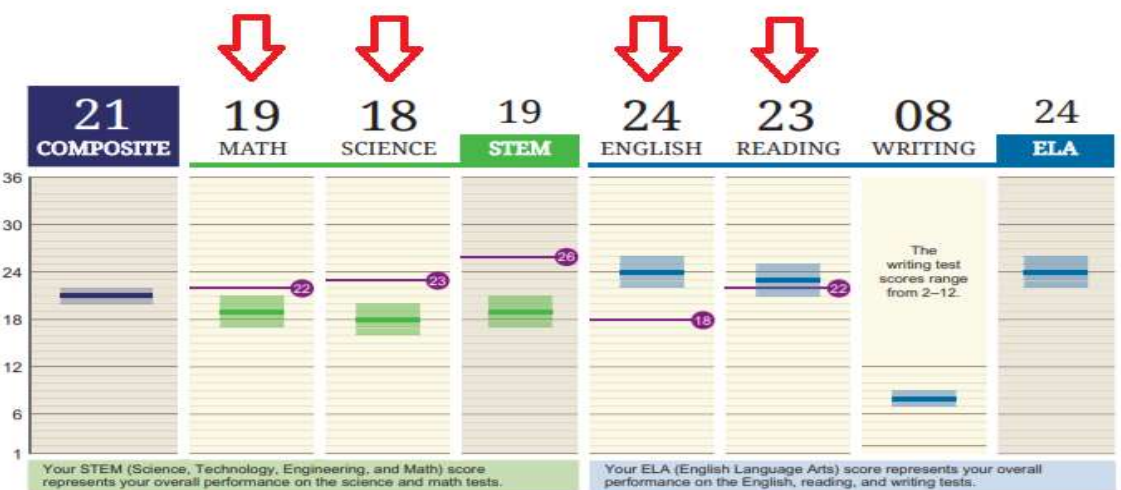 21 19 18 19 24 23 08 24
COMPOSITE MATH SCIENCE STEM ENGLISH READING WRITING ELA
36
30
26
The
writing test
scores range
from 2–12.
24
23
22
22
18
18
12
6
1
Your STEM (Science, Technology, Engineering, and Math) score
represents your overall performance on the science and math tests.
Your ELA (English Language Arts) score represents your overall
performance on the English, reading, and writing tests.